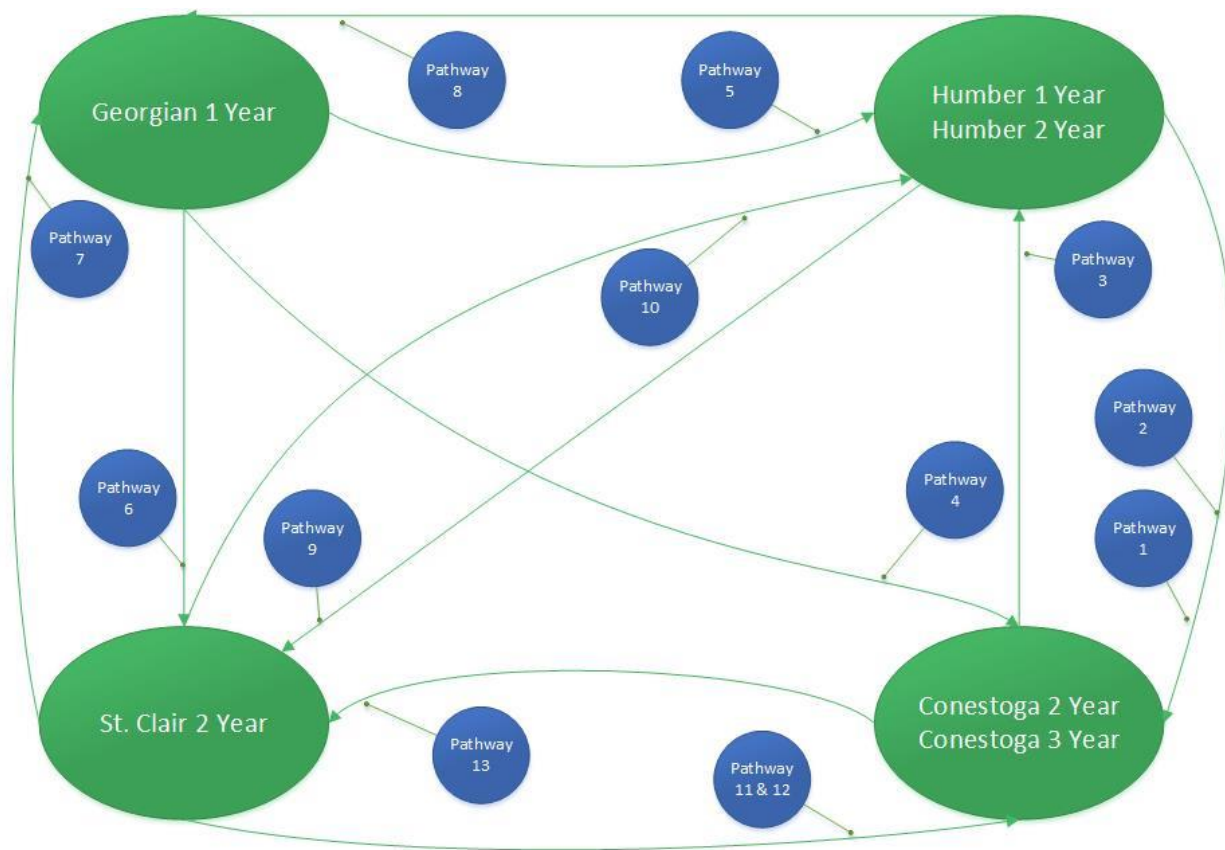 Pathway
8
Pathway
5
Georgian 1 Year
Humber 1 Year
Humber 2 Year
Pathway
7
Pathway
10
Pathway
3
Pathway
2
Pathway
6
Pathway
9
Pathway
4
Pathway
1
St. Clair 2 Year
Conestoga 2 Year
Conestoga 3 Year
Pathway
13
Pathway
11 & 12